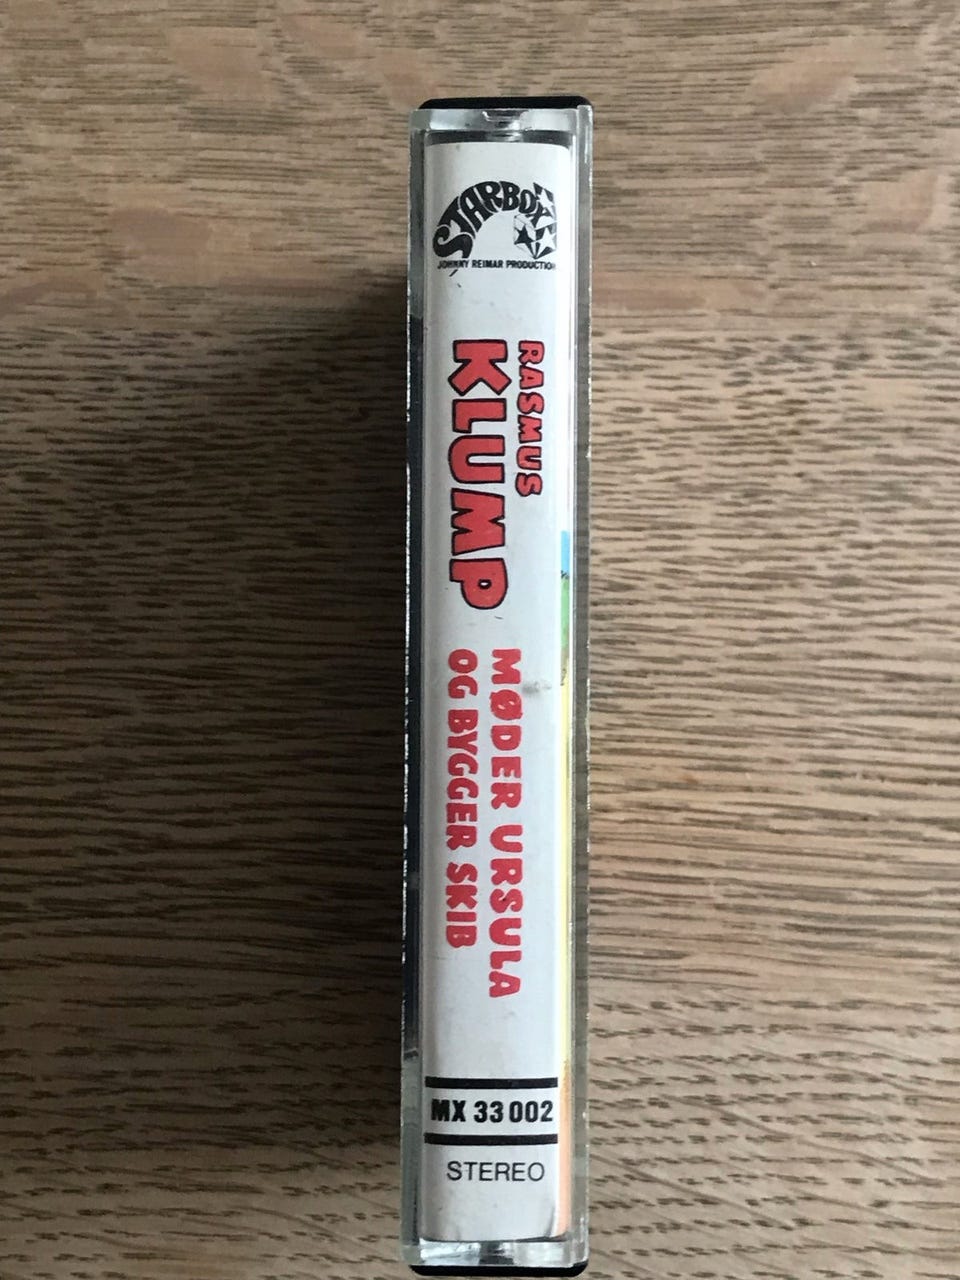 STARBOX
JOHNNY REIMAR PRODUCTION
RASMUS
KLUMP
MØDER URSULA
OG BYGGER SKIB
MX 33 002
STEREO